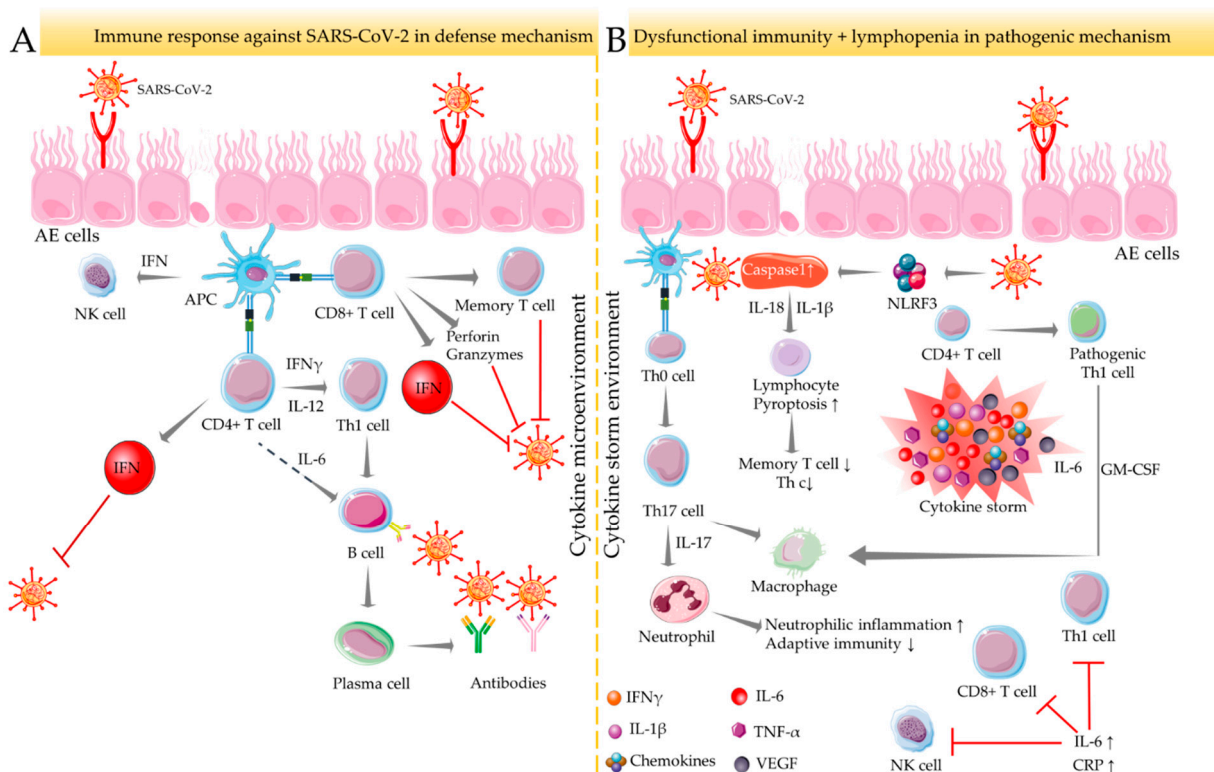 A
Immune response against SARS-CoV-2 in defense mechanism
SARS-CoV-2
AE cells
IFN
NK cell
APC
CD8+ T cell
Memory T cell
Perforin
Granzymes
IFN
IFNγ
IL-12
CD4+ T cell
Th1 cell
IFN
IL-6
B cell
Plasma cell
Antibodies
Cytokine microenvironment
B
Dysfunctional immunity + lymphopenia in pathogenic mechanism
SARS-CoV-2
AE cells
Cytokine storm environment
Caspase1↑
NLRF3
IL-18
IL-1β
Th0 cell
Lymphocyte
Pyroptosis ↑
CD4+ T cell
Pathogenic
Th1 cell
Memory T cell ↓
Th c↓
IL-6
GM-CSF
Cytokine storm
Th17 cell
IL-17
Macrophage
Neutrophil
Neutrophilic inflammation ↑
Adaptive immunity ↓
Th1 cell
CD8+ T cell
IFNγ
IL-6
IL-1β
TNF-α
Chemokines
VEGF
NK cell
IL-6 ↑
CRP ↑